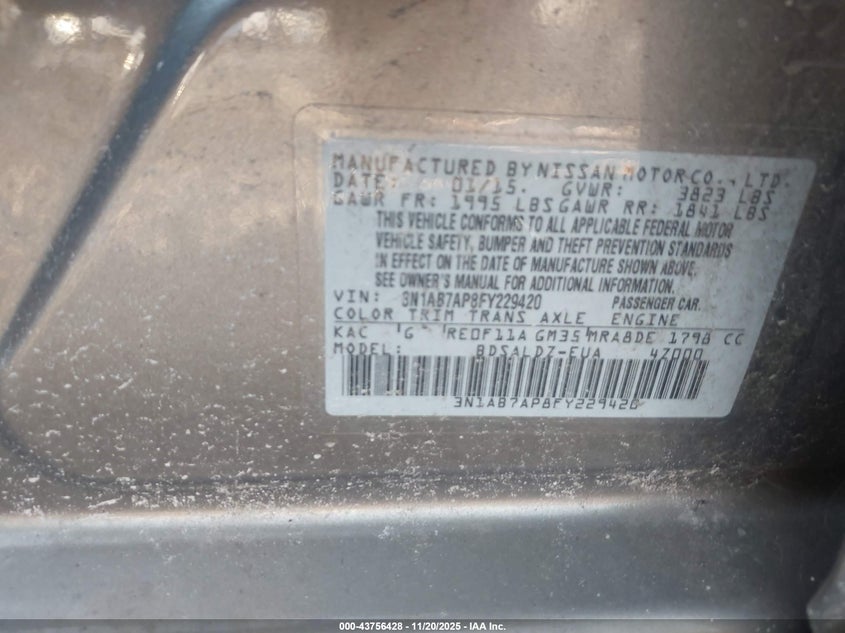 MANUFACTURED BY NISSAN MOTOR CO., LTD.
DATE: 01/15. GVWR: 3823 LBS
GAWR FR: 1995 LBS GAWR RR: 1841 LBS
THIS VEHICLE CONFORMS TO ALL APPLICABLE FEDERAL MOTOR
VEHICLE SAFETY, BUMPER AND THEFT PREVENTION STANDARDS
IN EFFECT ON THE DATE OF MANUFACTURE SHOWN ABOVE.
SEE OWNER'S MANUAL FOR ADDITIONAL INFORMATION.
VIN: 3N1AB7AP8FY229420 PASSENGER CAR.
COLOR TRIM TRANS AXLE ENGINE
KAC G RE0F11A GM35 MRA8DE 1798 CC
MODEL: BDSALDZ-EUA 4Z000
3N1AB7AP8FY229420
000-43756428 - 11/20/2025 - IAA Inc.